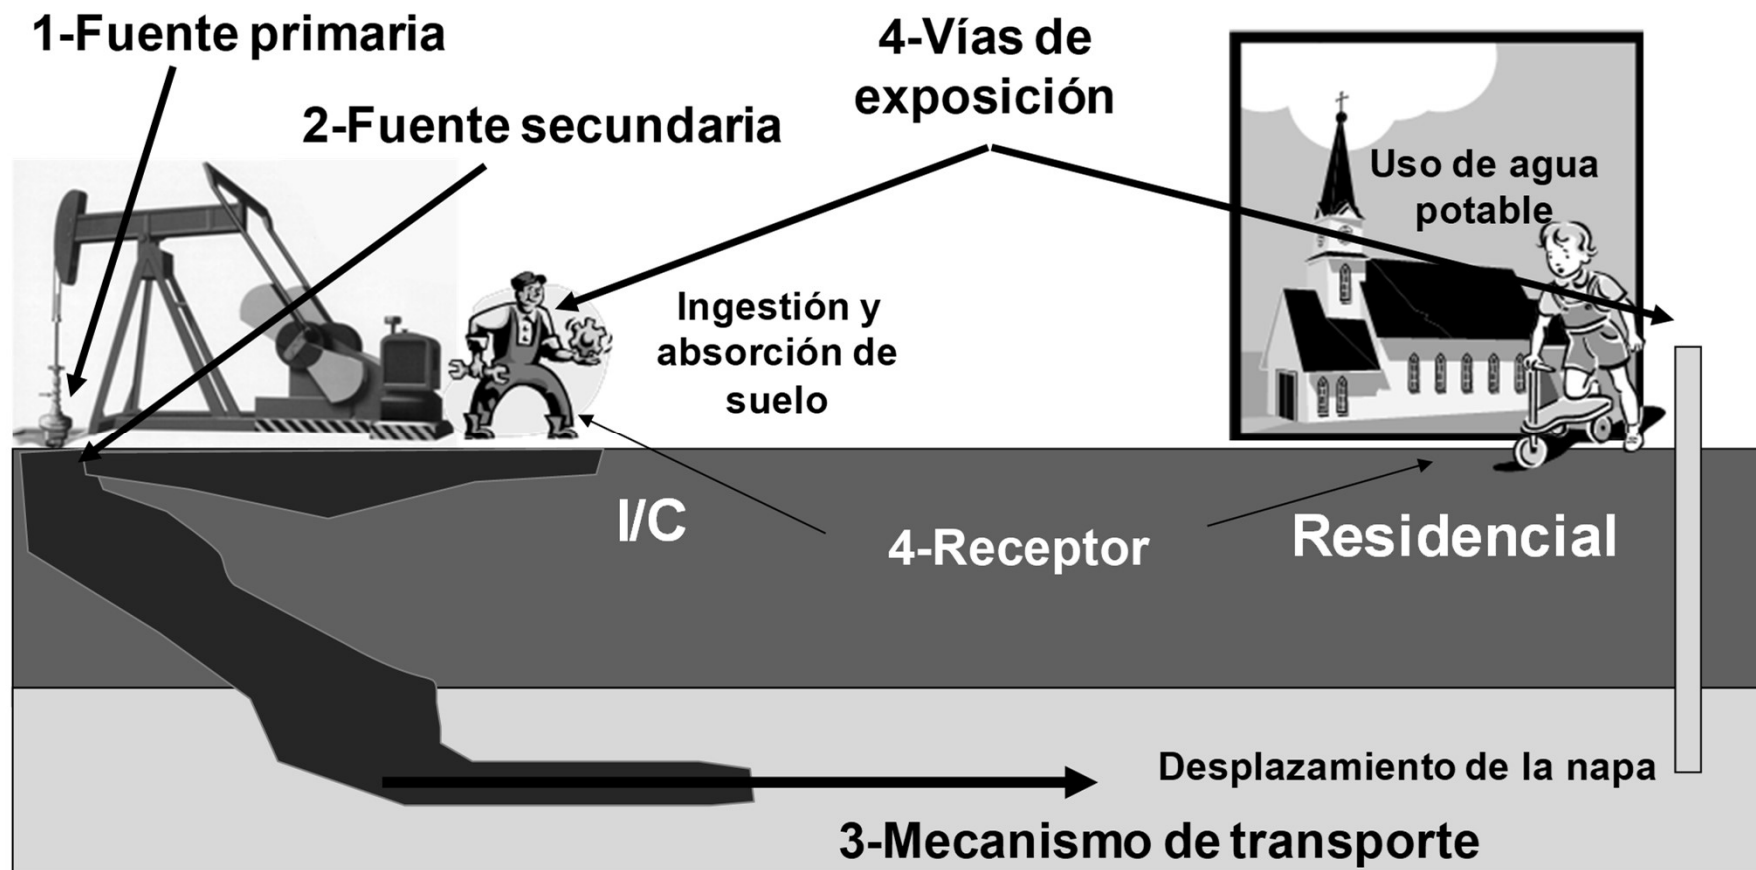 1-Fuente primaria
2-Fuente secundaria
4-Vías de
exposición
Uso de agua
potable
Ingestión y
absorción de
suelo
I/C
4-Receptor
Residencial
Desplazamiento de la napa
3-Mecanismo de transporte